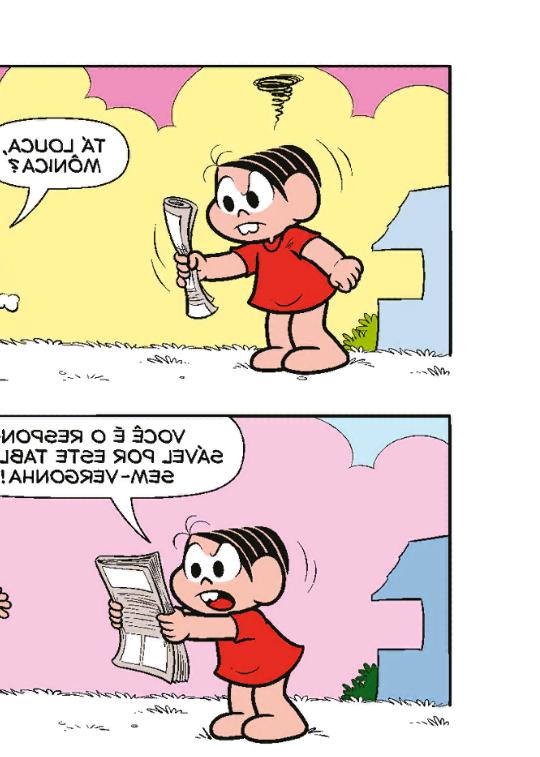 TÁ LOUCA,
MÔNICA?
VOCÊ É O RESPON-
SÁVEL POR ESTE TABL
SEM-VERGONHA!